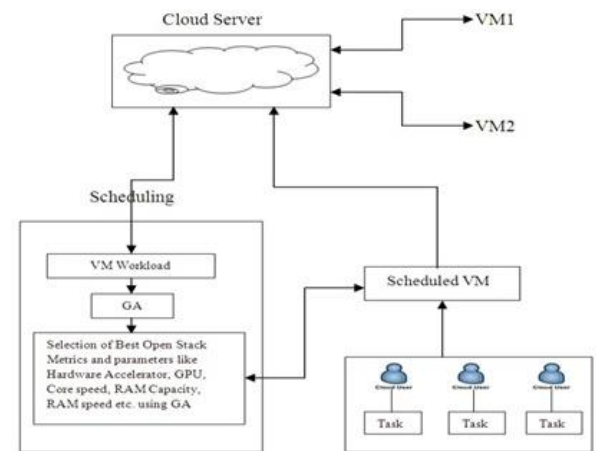 Cloud Server
VM1
VM2
Scheduling
VM Workload
GA
Selection of Best Open Stack
Metrics and parameters like
Hardware Accelerator, GPU,
Core speed, RAM Capacity,
RAM speed etc. using GA
Scheduled VM
Cloud User
Cloud User
Cloud User
Task
Task
Task